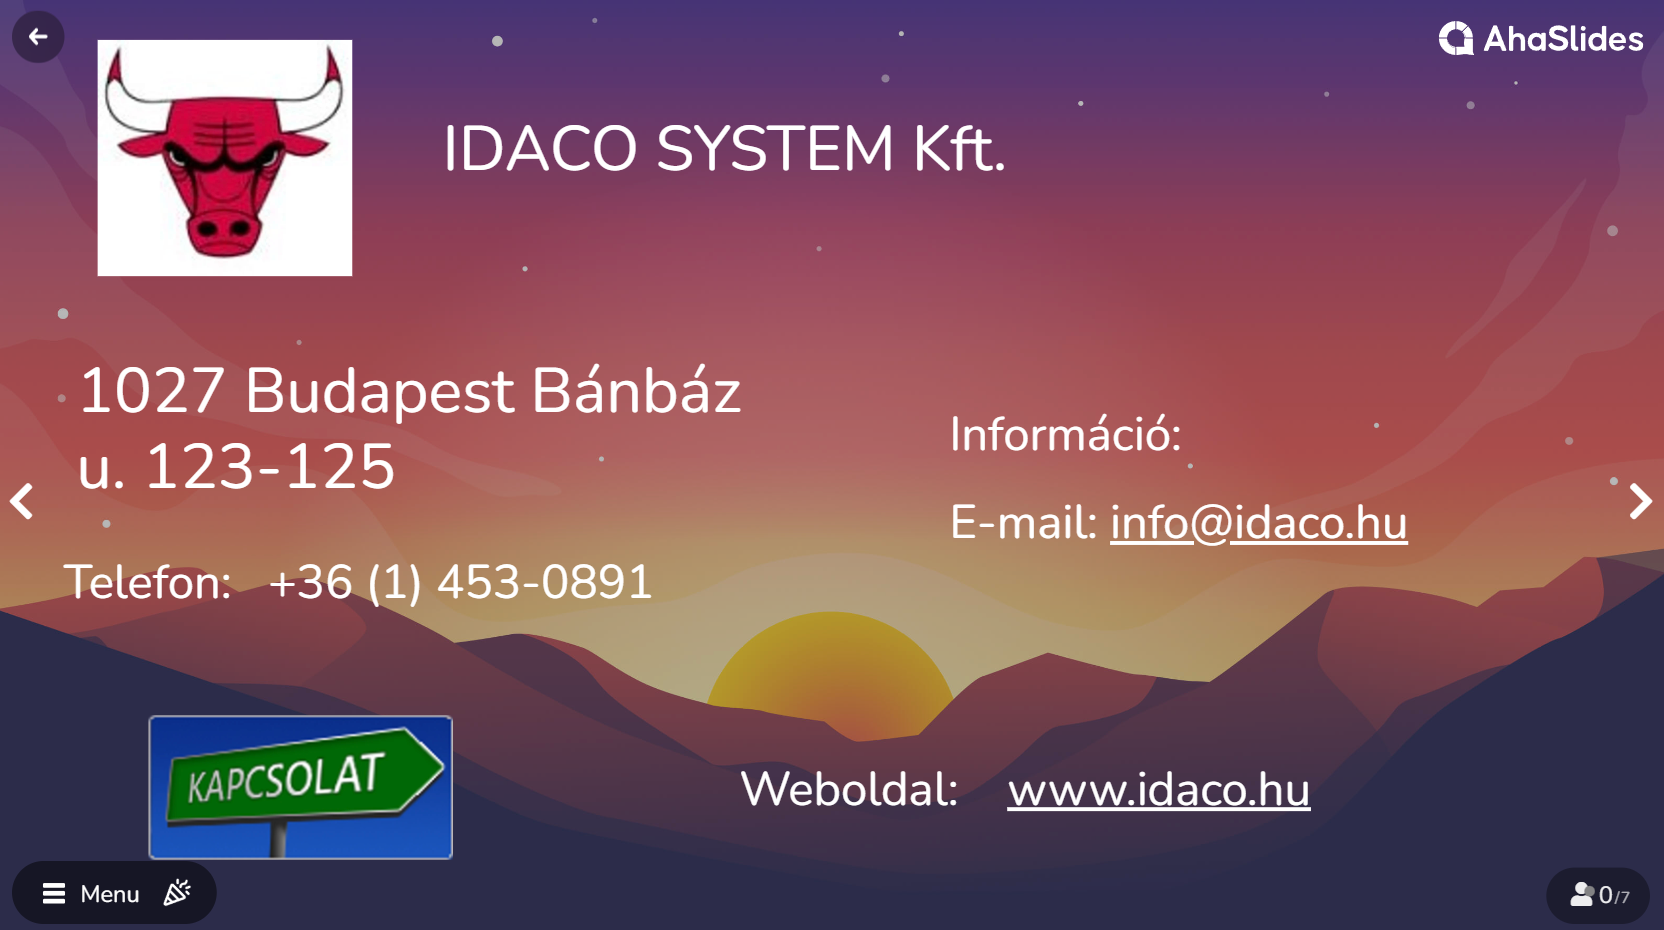 AhaSlides
IDACO SYSTEM Kft.
1027 Budapest Bánbáz
u. 123-125
Információ:
E-mail: info@idaco.hu
Telefon: +36 (1) 453-0891
KAPCSOLAT
Weboldal: www.idaco.hu
Menu
0/7